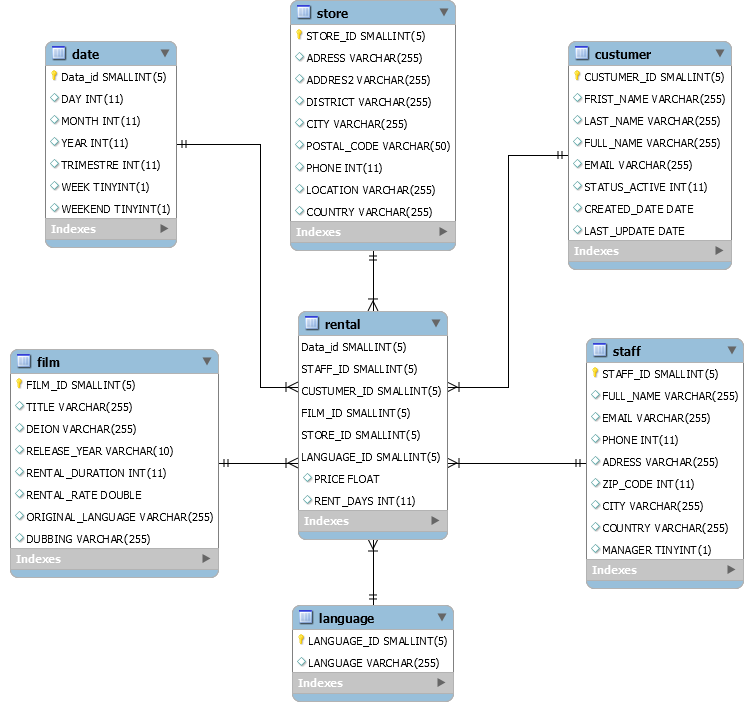 store
STORE_ID SMALLINT(5)
ADRESS VARCHAR(255)
ADDRES2 VARCHAR(255)
DISTRICT VARCHAR(255)
CITY VARCHAR(255)
POSTAL_CODE VARCHAR(50)
PHONE INT(11)
LOCATION VARCHAR(255)
COUNTRY VARCHAR(255)
Indexes
date
Data_id SMALLINT(5)
DAY INT(11)
MONTH INT(11)
YEAR INT(11)
TRIMESTRE INT(11)
WEEK TINYINT(1)
WEEKEND TINYINT(1)
Indexes
custumer
CUSTUMER_ID SMALLINT(5)
FRIST_NAME VARCHAR(255)
LAST_NAME VARCHAR(255)
FULL_NAME VARCHAR(255)
EMAIL VARCHAR(255)
STATUS_ACTIVE INT(11)
CREATED_DATE DATE
LAST_UPDATE DATE
Indexes
rental
Data_id SMALLINT(5)
STAFF_ID SMALLINT(5)
CUSTUMER_ID SMALLINT(5)
FILM_ID SMALLINT(5)
STORE_ID SMALLINT(5)
LANGUAGE_ID SMALLINT(5)
PRICE FLOAT
RENT_DAYS INT(11)
Indexes
film
FILM_ID SMALLINT(5)
TITLE VARCHAR(255)
DEION VARCHAR(255)
RELEASE_YEAR VARCHAR(10)
RENTAL_DURATION INT(11)
RENTAL_RATE DOUBLE
ORIGINAL_LANGUAGE VARCHAR(255)
DUBBING VARCHAR(255)
Indexes
staff
STAFF_ID SMALLINT(5)
FULL_NAME VARCHAR(255)
EMAIL VARCHAR(255)
PHONE INT(11)
ADRESS VARCHAR(255)
ZIP_CODE INT(11)
CITY VARCHAR(255)
COUNTRY VARCHAR(255)
MANAGER TINYINT(1)
Indexes
language
LANGUAGE_ID SMALLINT(5)
LANGUAGE VARCHAR(255)
Indexes